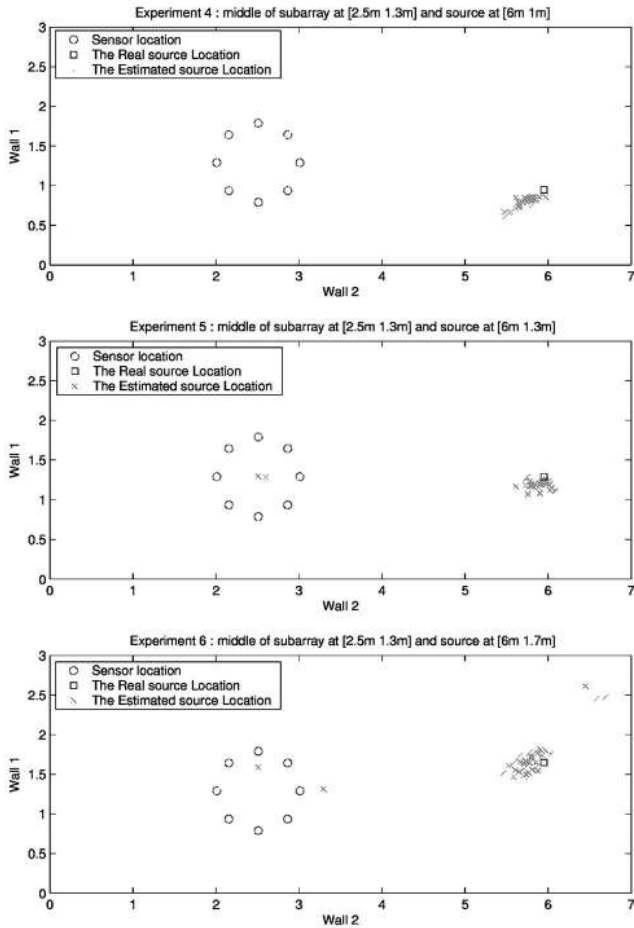 Experiment 4 : middle of subarray at [2.5m 1.3m] and source at [6m 1m]
3
2.5
2
1.5
1
0.5
0
Wall 1
Sensor location
The Real source Location
The Estimated source Location
0 1 2 3 4 5 6 7
Wall 2
Experiment 5 : middle of subarray at [2.5m 1.3m] and source at [6m 1.3m]
3
2.5
2
1.5
1
0.5
0
Wall 1
Sensor location
The Real source Location
The Estimated source Location
0 1 2 3 4 5 6 7
Wall 2
Experiment 6 : middle of subarray at [2.5m 1.3m] and source at [6m 1.7m]
3
2.5
2
1.5
1
0.5
0
Wall 1
Sensor location
The Real source Location
The Estimated source Location
0 1 2 3 4 5 6 7
Wall 2